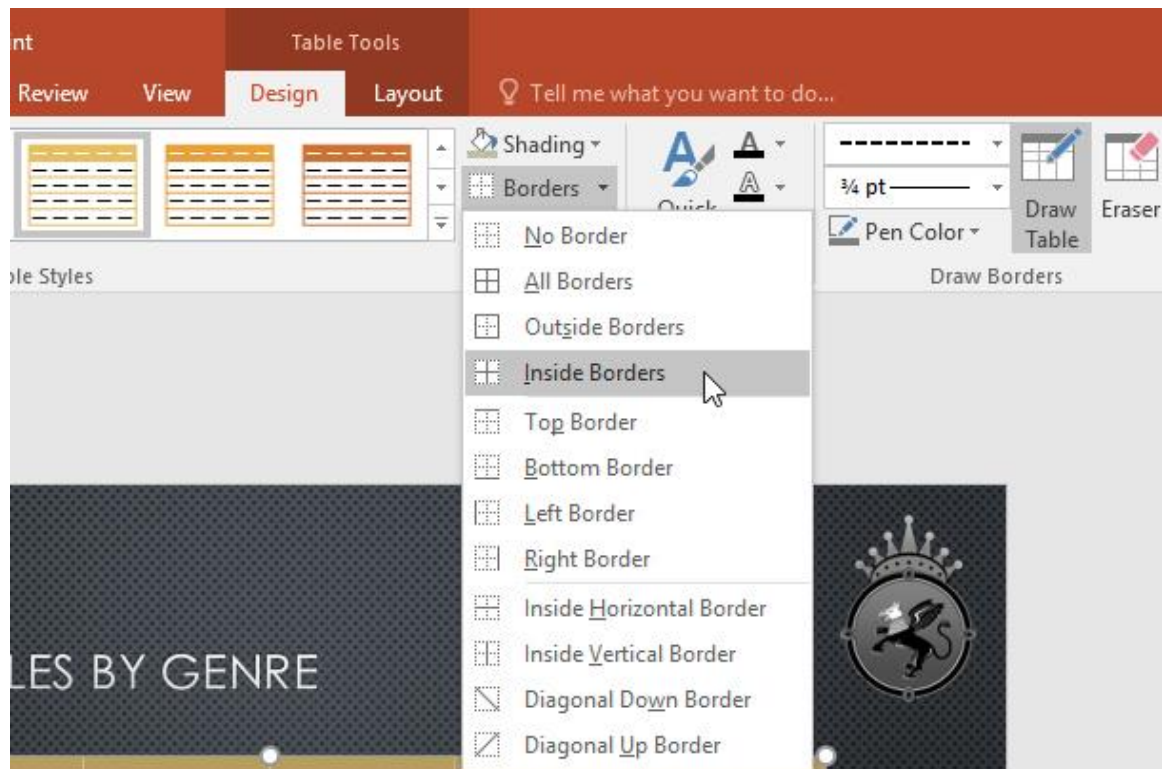 int
Table Tools
Review View Design Layout Tell me what you want to do...
Shading
Borders
¾ pt
Pen Color
Draw
Table
Eraser
ble Styles
Draw Borders
No Border
All Borders
Outside Borders
Inside Borders
Top Border
Bottom Border
Left Border
Right Border
Inside Horizontal Border
Inside Vertical Border
Diagonal Down Border
Diagonal Up Border
LES BY GENRE